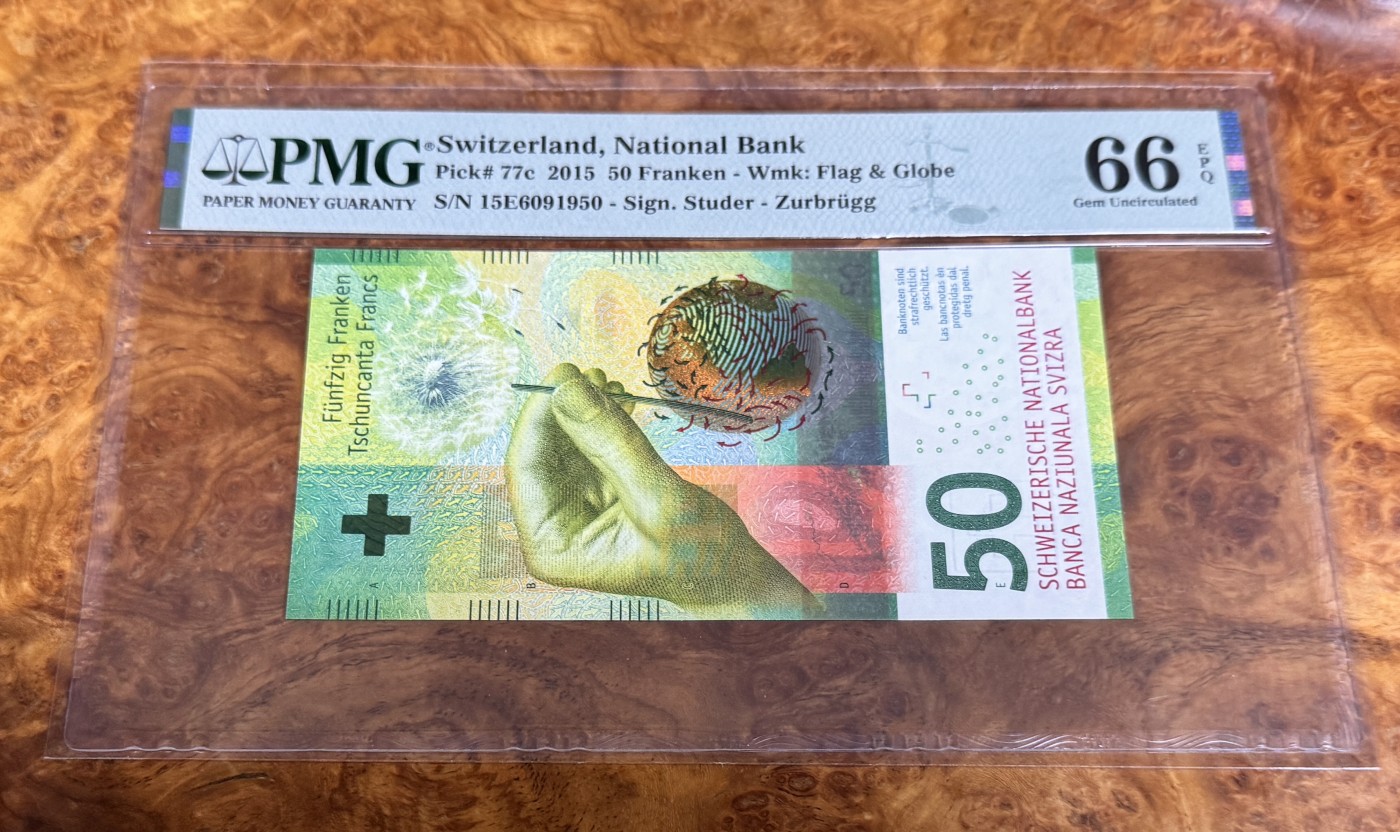 PMG®
PAPER MONEY GUARANTY
Switzerland, National Bank
Pick# 77c 2015 50 Franken - Wmk: Flag & Globe
S/N 15E6091950 - Sign. Studer - Zurbrügg
66
EPQ
Gem Uncirculated
Fünfzig Franken
Tschuncanta Francs
Banknoten sind
strafrechtlich
geschützt.
Las bancnotas èn
protegidas dal
dretg penal.
50
SCHWEIZERISCHE NATIONALBANK
BANCA NAZIUNALA SVIZRA
50
A
B
C
D
E